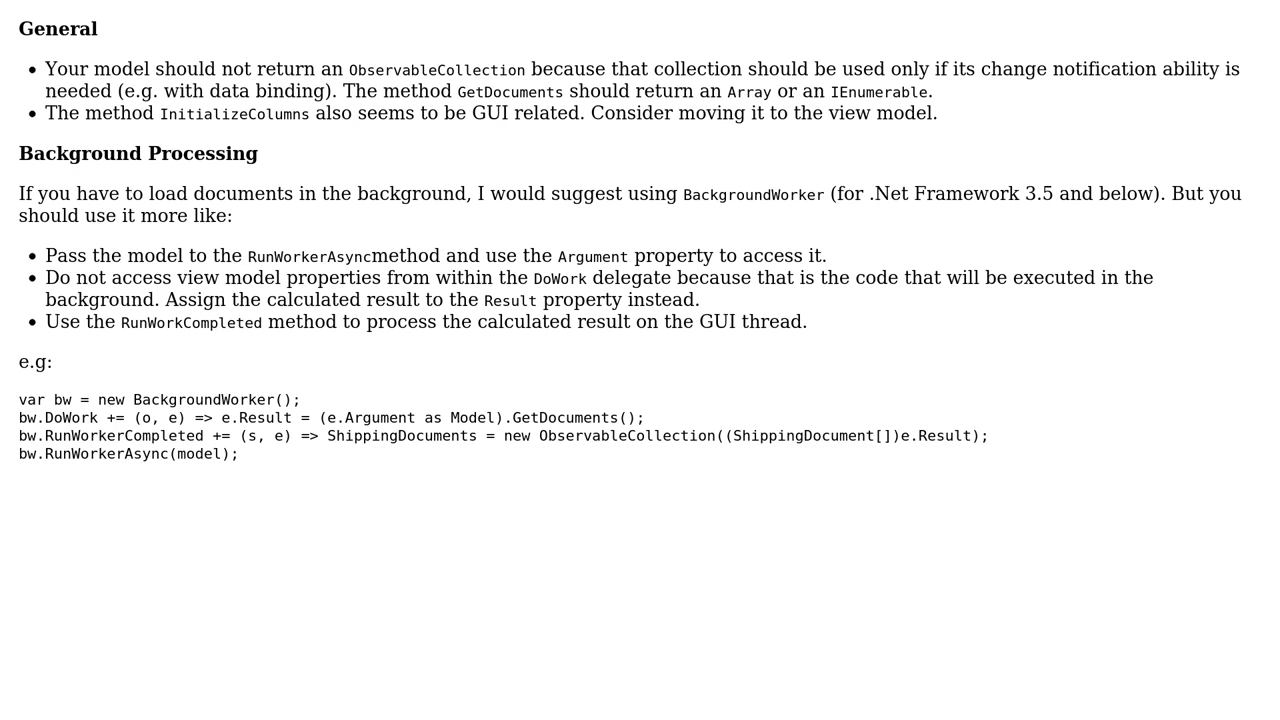 General
• Your model should not return an ObservableCollection because that collection should be used only if its change notification ability is
needed (e.g. with data binding). The method GetDocuments should return an Array or an IEnumerable.
• The method InitializeColumns also seems to be GUI related. Consider moving it to the view model.
Background Processing
If you have to load documents in the background, I would suggest using BackgroundWorker (for .Net Framework 3.5 and below). But you
should use it more like:
• Pass the model to the RunWorkerAsyncmethod and use the Argument property to access it.
• Do not access view model properties from within the DoWork delegate because that is the code that will be executed in the
background. Assign the calculated result to the Result property instead.
• Use the RunWorkCompleted method to process the calculated result on the GUI thread.
e.g:
var bw = new BackgroundWorker();
bw.DoWork += (o, e) => e.Result = (e.Argument as Model).GetDocuments();
bw.RunWorkerCompleted += (s, e) => ShippingDocuments = new ObservableCollection((ShippingDocument[])e.Result);
bw.RunWorkerAsync(model);